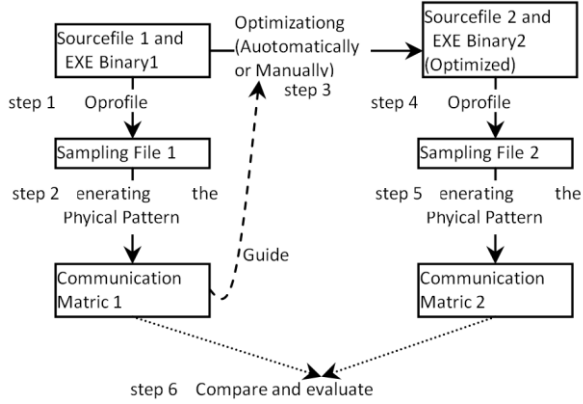 Sourcefile 1 and
EXE Binary1
Optimizationg
(Auotomatically
or Manually)
step 3
Sourcefile 2 and
EXE Binary2
(Optimized)
step 1 Oprofile
step 4 Oprofile
Sampling File 1
Sampling File 2
step 2 enerating the
Phyical Pattern
step 5 enerating the
Phyical Pattern
Guide
Communication
Matric 1
Communication
Matric 2
step 6 Compare and evaluate